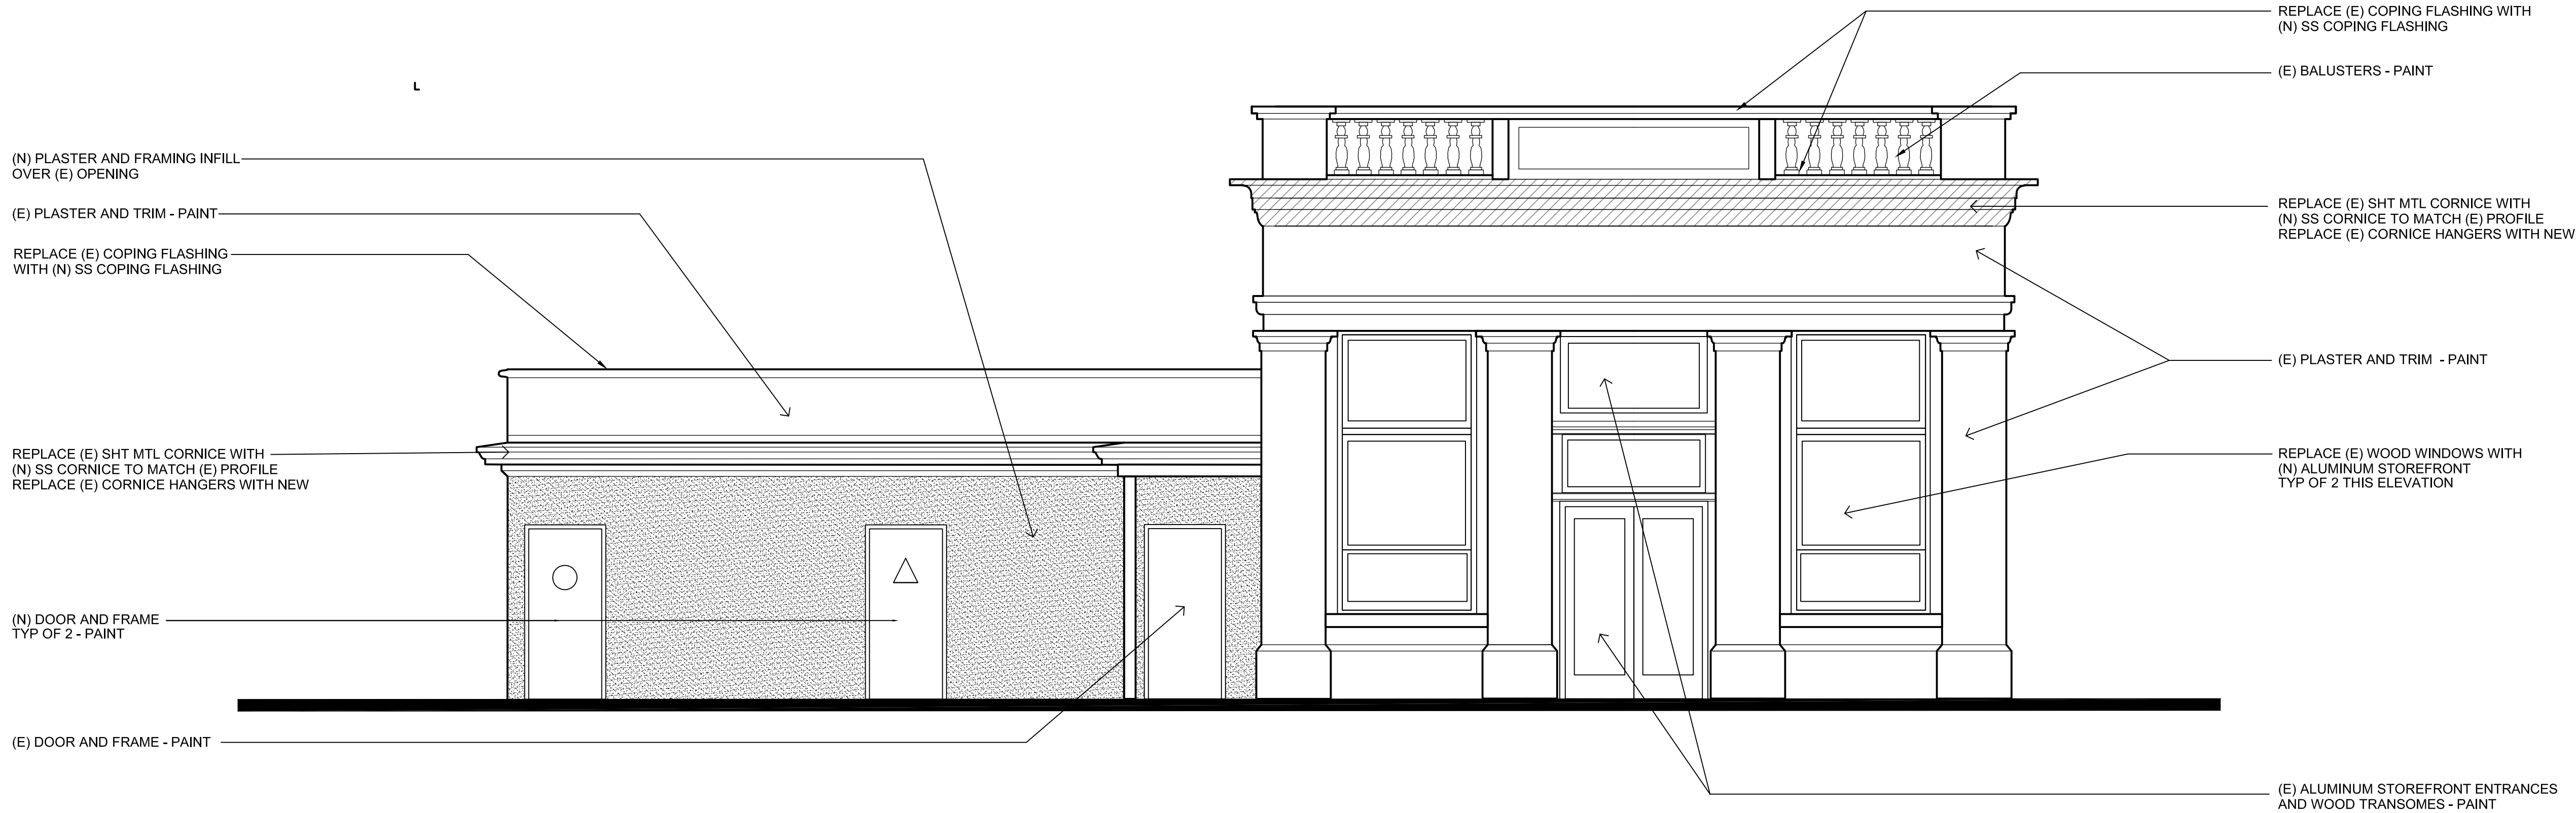 REPLACE (E) COPING FLASHING WITH
(N) SS COPING FLASHING
(E) BALUSTERS - PAINT
L
(N) PLASTER AND FRAMING INFILL
OVER (E) OPENING
(E) PLASTER AND TRIM - PAINT
REPLACE (E) COPING FLASHING
WITH (N) SS COPING FLASHING
REPLACE (E) SHT MTL CORNICE WITH
(N) SS CORNICE TO MATCH (E) PROFILE
REPLACE (E) CORNICE HANGERS WITH NEW
(N) DOOR AND FRAME
TYP OF 2 - PAINT
(E) DOOR AND FRAME - PAINT
REPLACE (E) SHT MTL CORNICE WITH
(N) SS CORNICE TO MATCH (E) PROFILE
REPLACE (E) CORNICE HANGERS WITH NEW
(E) PLASTER AND TRIM - PAINT
REPLACE (E) WOOD WINDOWS WITH
(N) ALUMINUM STOREFRONT
TYP OF 2 THIS ELEVATION
(E) ALUMINUM STOREFRONT ENTRANCES
AND WOOD TRANSOMES - PAINT